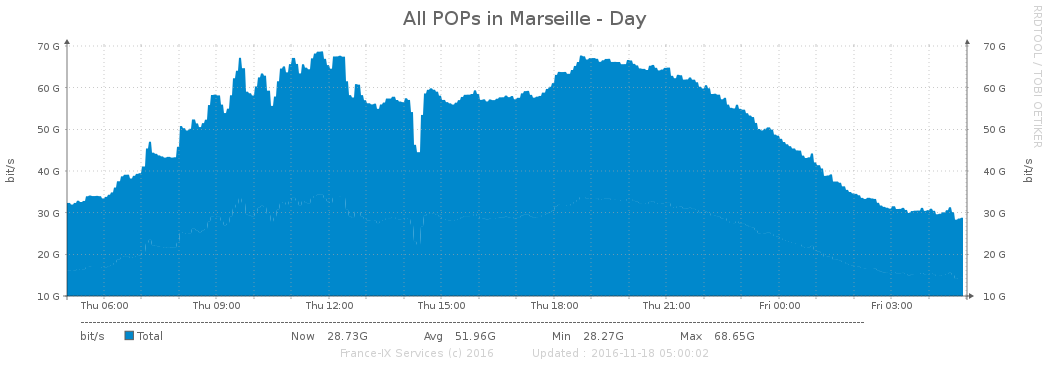 All POPs in Marseille - Day
RRDTOOL / TOBI OETIKER
70 G 70 G
60 G 60 G
50 G 50 G
40 G 40 G
30 G 30 G
20 G 20 G
10 G 10 G
bit/s bit/s
Thu 06:00 Thu 09:00 Thu 12:00 Thu 15:00 Thu 18:00 Thu 21:00 Fri 00:00 Fri 03:00
bit/s Total Now 28.73G Avg 51.96G Min 28.27G Max 68.65G
France-IX Services (c) 2016 Updated : 2016-11-18 05:00:02